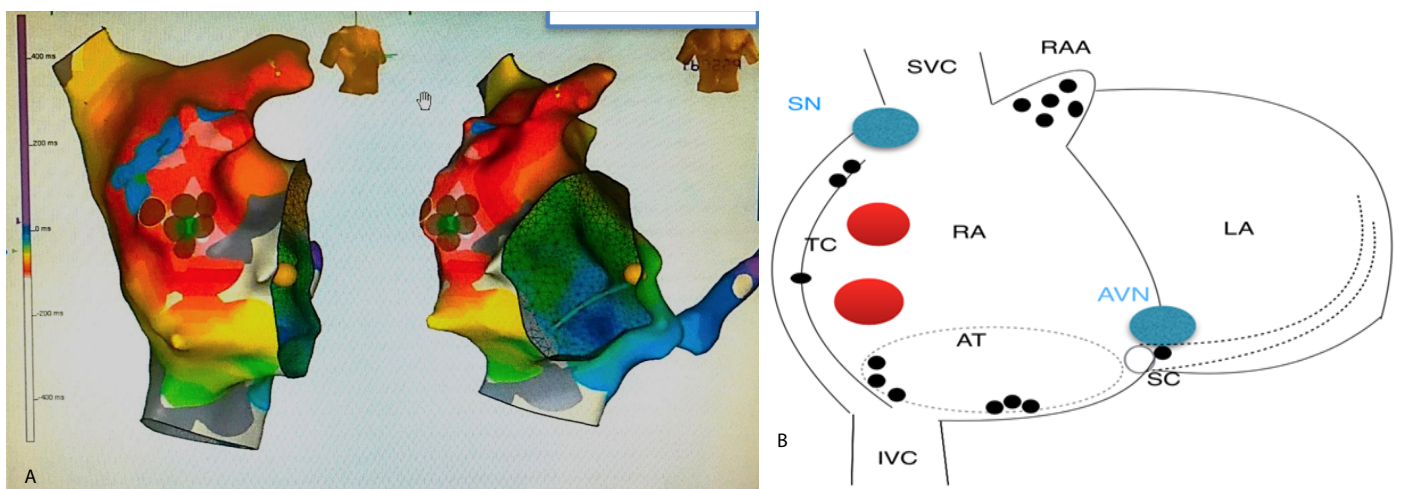 400 ms
200 ms
0 ms
-200 ms
-400 ms
A
SVC
RAA
SN
TC
RA
LA
AVN
AT
SC
IVC
B